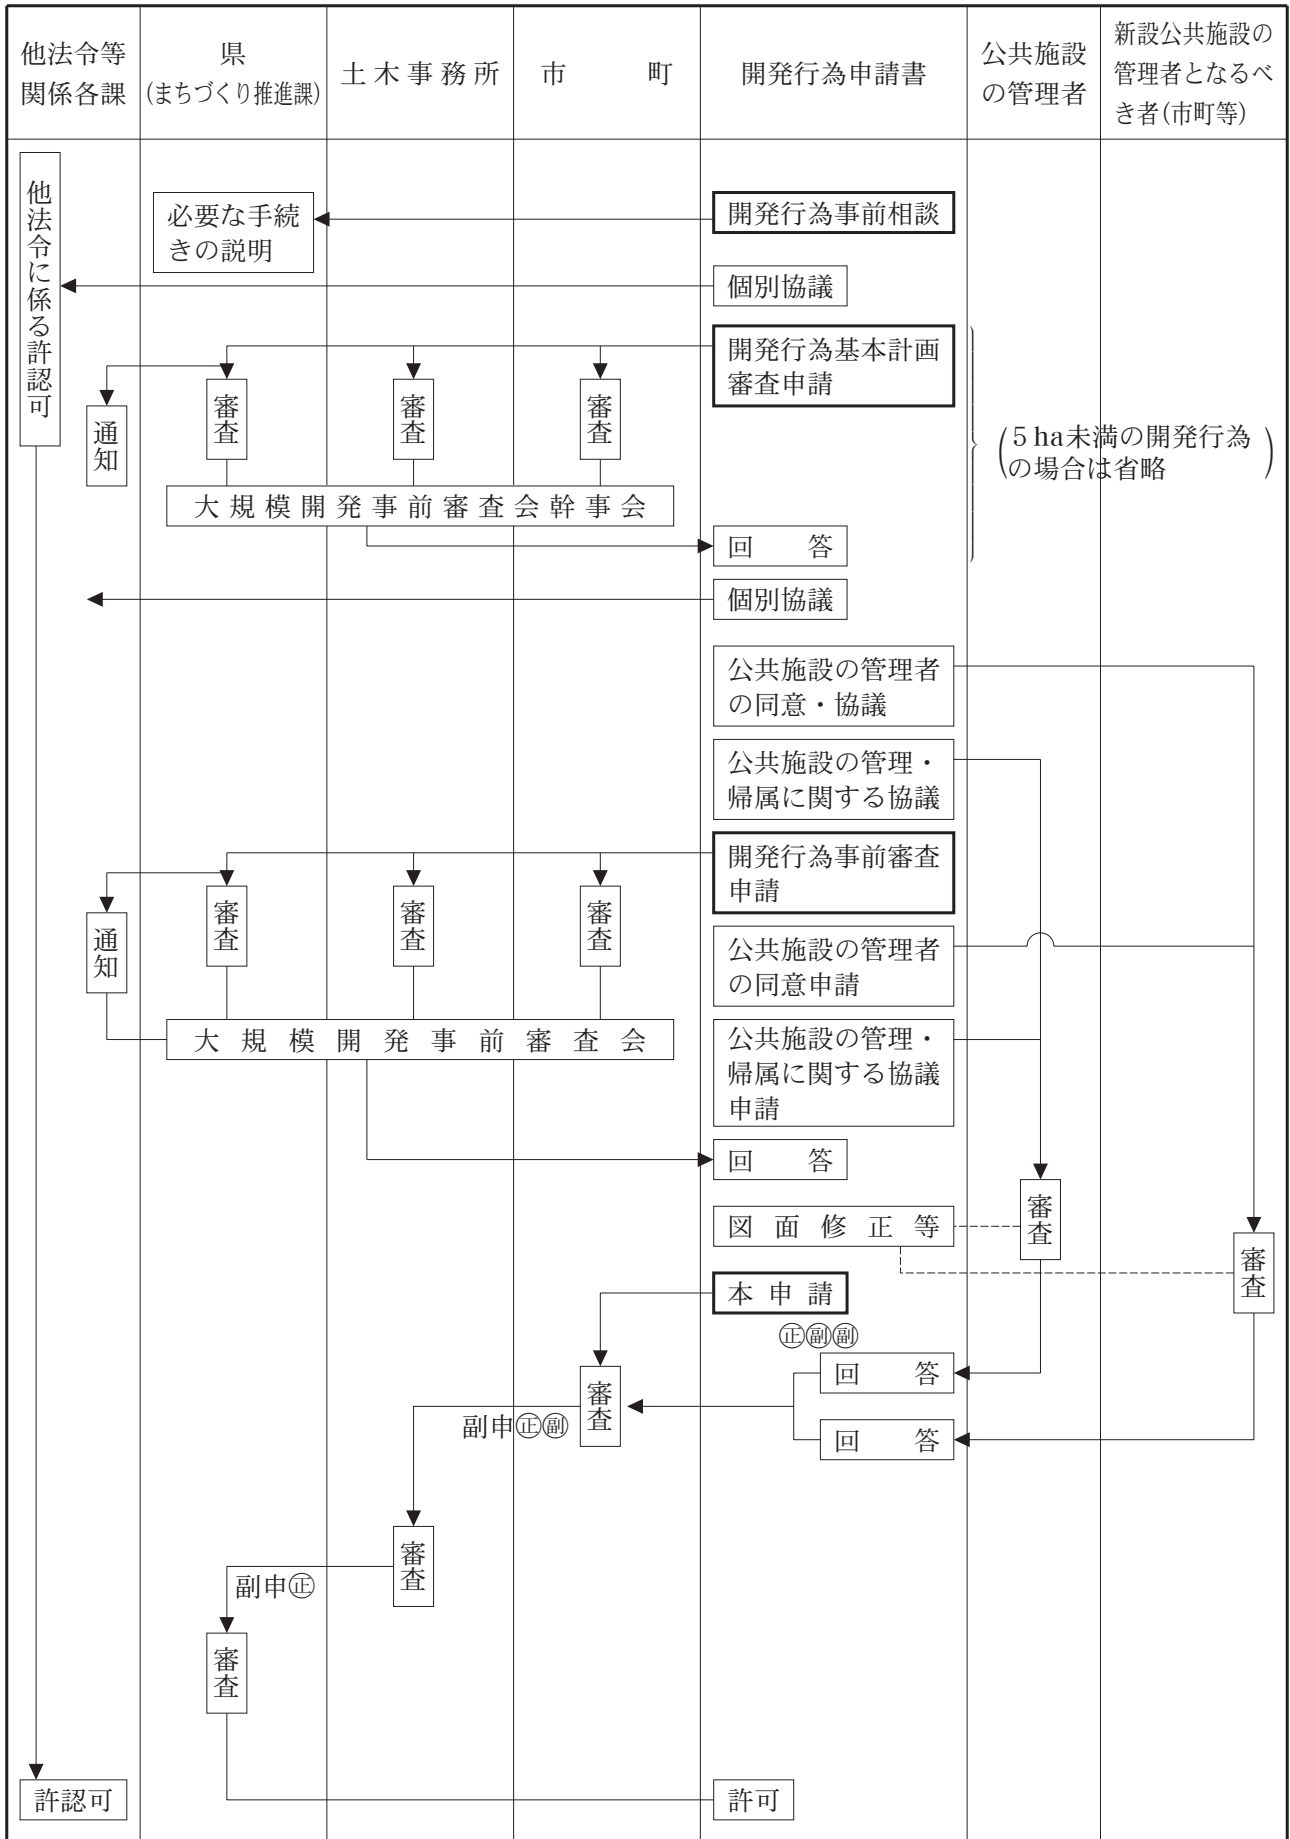 他法令等
関係各課
県
(まちづくり推進課)
土木事務所
市町
開発行為申請書
公共施設
の管理者
新設公共施設の
管理者となるべ
き者(市町等)
他法令に係る許認可
必要な手続
きの説明
開発行為事前相談
個別協議
開発行為基本計画
審査申請
通知
審査
審査
審査
(5ha未満の開発行為
の場合は省略)
大規模開発事前審査会幹事会
回答
個別協議
公共施設の管理者
の同意・協議
公共施設の管理・
帰属に関する協議
開発行為事前審査
申請
通知
審査
審査
審査
公共施設の管理者
の同意申請
大規模開発事前審査会
公共施設の管理・
帰属に関する協議
申請
回答
審査
図面修正等
審査
本申請
㊣副副
回答
審査
副申㊣副
回答
審査
副申㊣
審査
許認可
許可